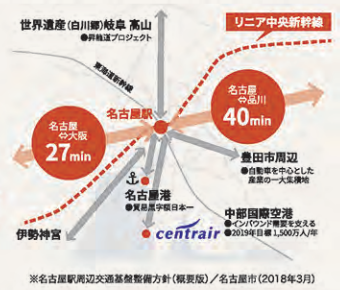 世界遺産(白川郷)岐阜 高山
●昇龍道プロジェクト
リニア中央新幹線
東海道新幹線
名古屋駅
名古屋
⇔品川
40min
名古屋
⇔大阪
27min
豊田市周辺
●自動車を中心とした
産業の一大集積地
名古屋港
●貿易黒字額日本一
伊勢神宮
centrair
中部国際空港
●インバウンド需要を支える
●2019年目標 1,500万人/年
※名古屋駅周辺交通基盤整備方針(概要版)/名古屋市(2018年3月)